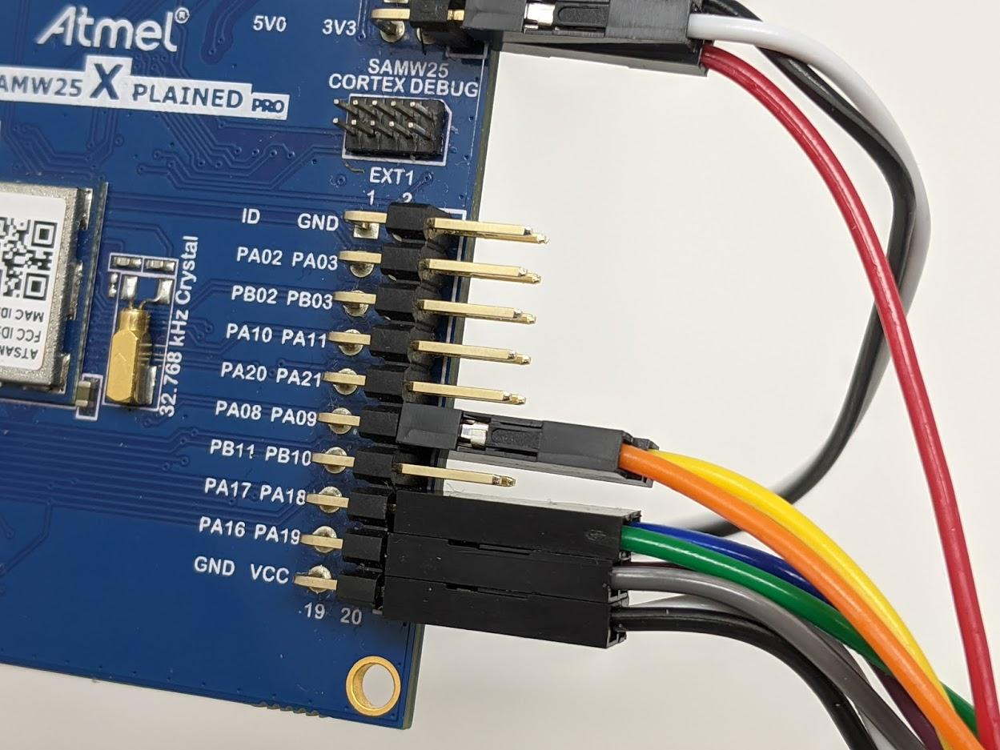 Atmel®
5V0 3V3
AMW25 XPLAINED PRO
SAMW25
CORTEX DEBUG
EXT1
1 2
ID GND
PA02 PA03
PB02 PB03
PA10 PA11
PA20 PA21
PA08 PA09
PB11 PB10
PA17 PA18
PA16 PA19
GND VCC
19 20
32.768 kHz Crystal
MAC ID:
FCC ID:
ATSAM